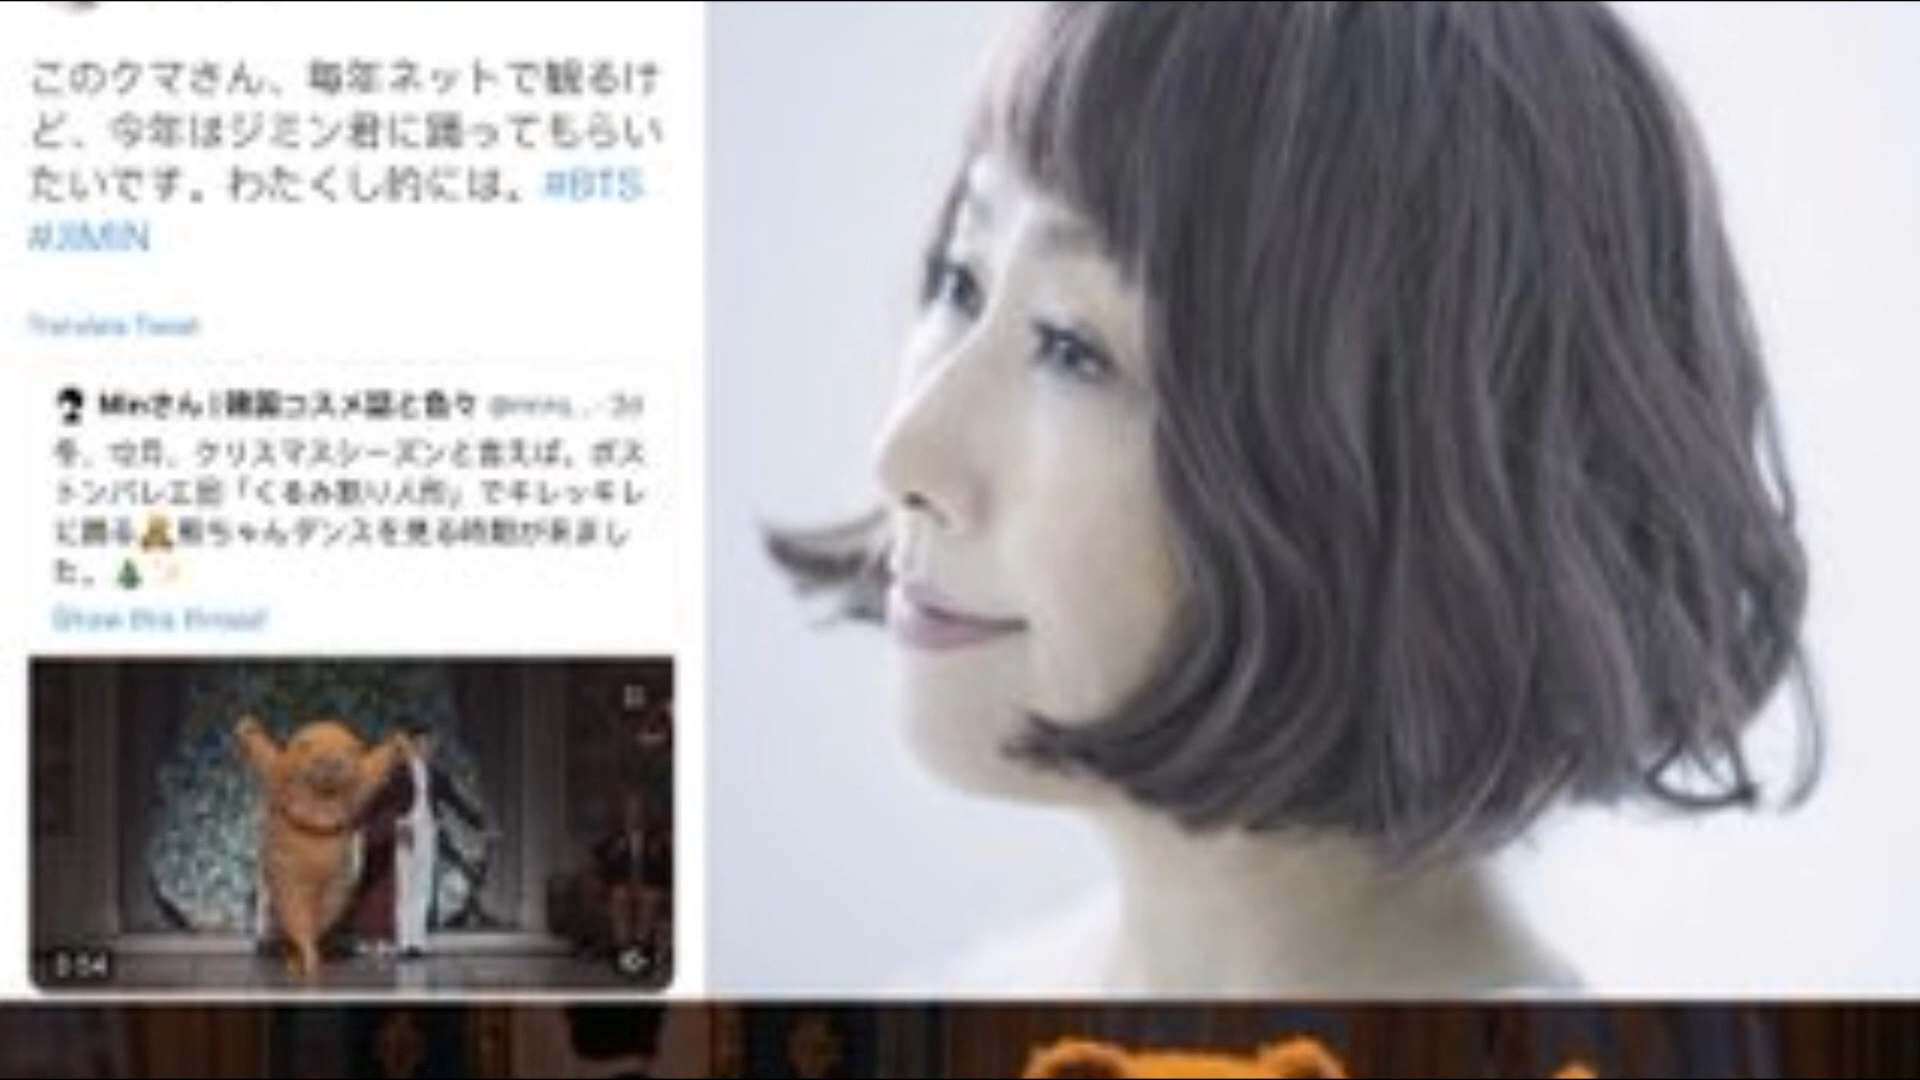 このクマさん、毎年ネットで観るけ
ど、今年はジミン君に踊ってもらい
たいです。わたくし的には。#BTS
#JIMIN
Translate Tweet
Minさん|韓国コスメ話と色々
冬、12月、クリスマスシーズンと言えば。ボス
トンバレエ団「くるみ割り人形」でキレッキレ
に踊る🧸熊ちゃんダンスを見る時期が来まし
た。🎄
Show this thread
0:54